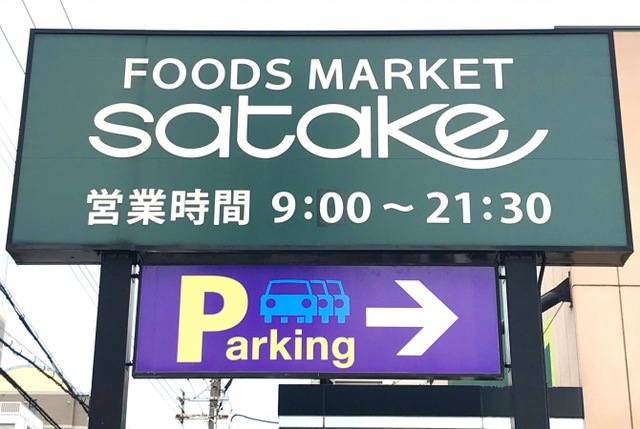 FOODS MARKET
satake
営業時間 9:00～21:30
Parking